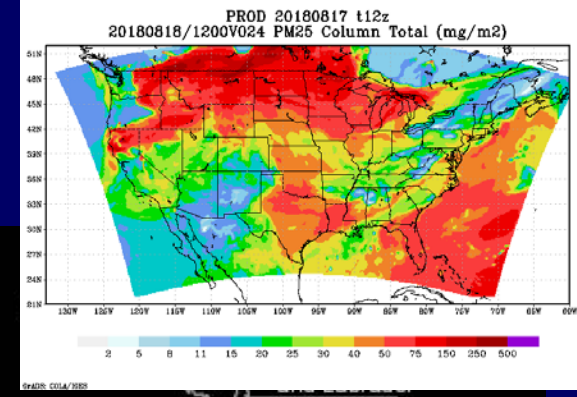 PROD 20180817 t12z
20180818/1200V024 PM25 Column Total (mg/m2)
51N
48N
45N
42N
39N
36N
33N
30N
27N
24N
21N
130W 125W 120W 115W 110W 105W 100W 95W 90W 85W 80W 75W 70W 65W 60W
2 5 8 11 15 20 25 30 40 50 75 150 250 500
GrADS: COLA/IGES